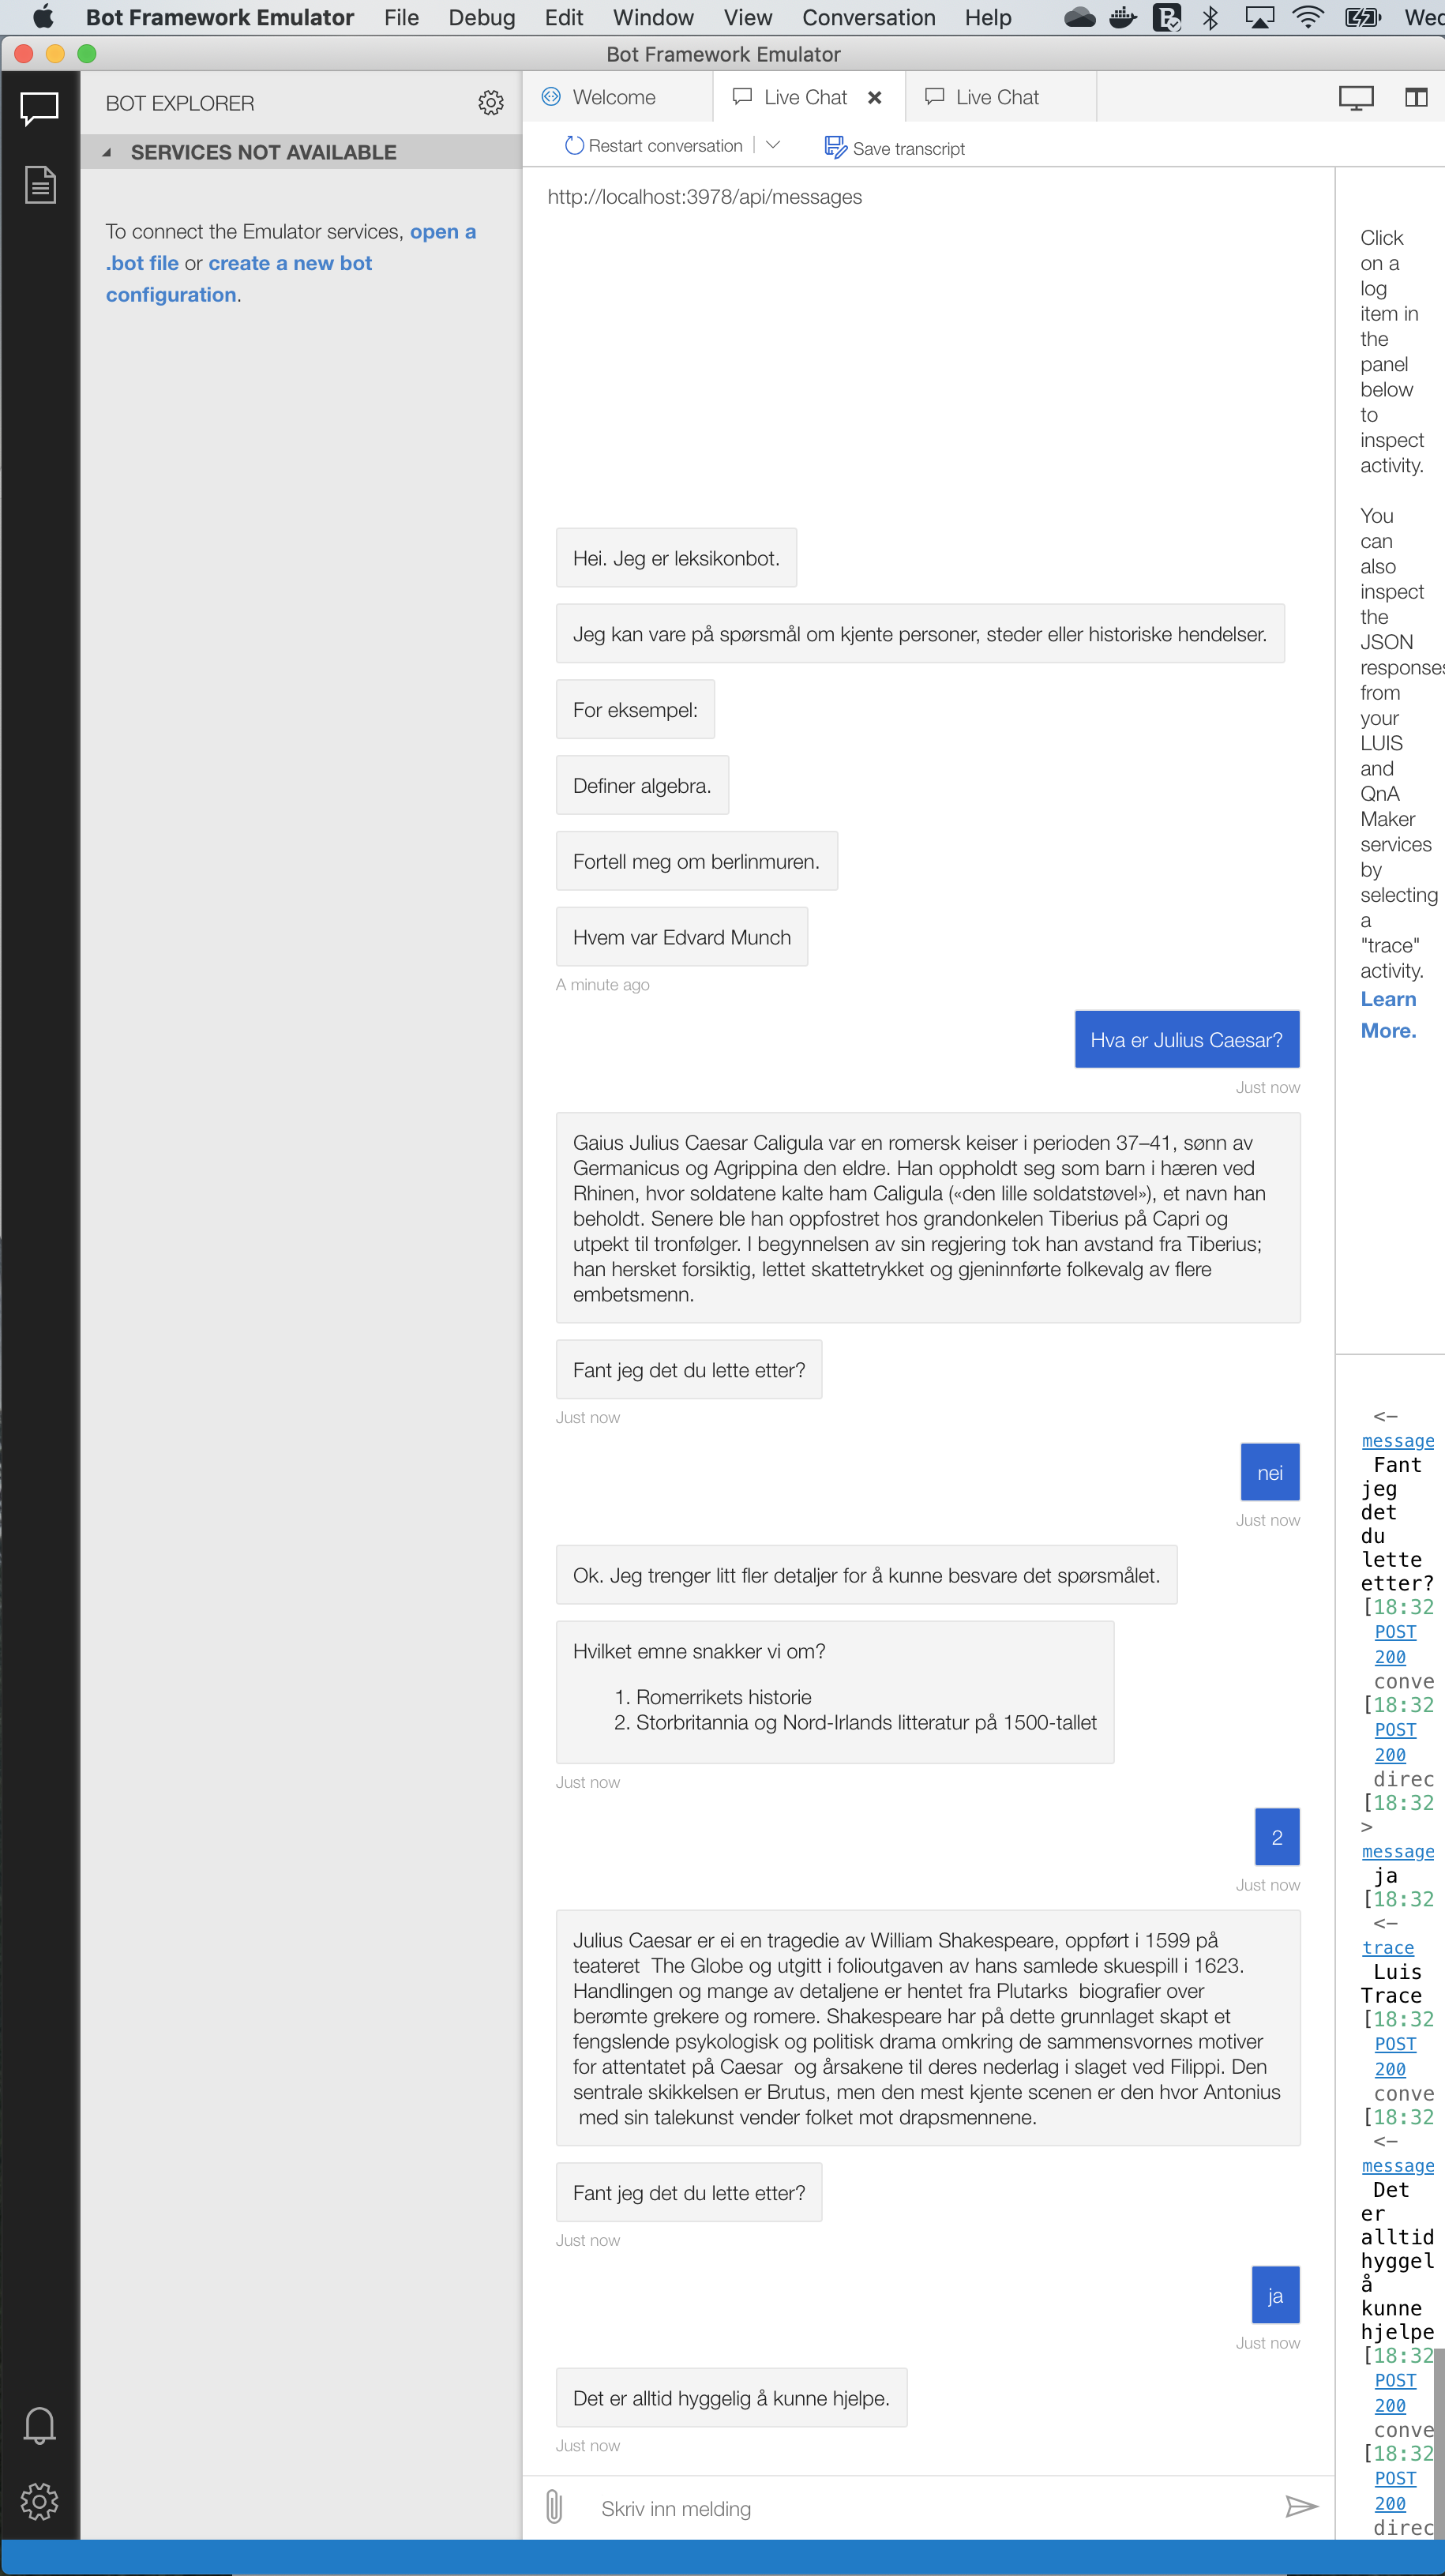 Bot Framework Emulator File Debug Edit Window View Conversation Help Wed
Bot Framework Emulator
BOT EXPLORER
SERVICES NOT AVAILABLE
To connect the Emulator services, open a
.bot file or create a new bot
configuration.
Welcome Live Chat Live Chat
Restart conversation Save transcript
http://localhost:3978/api/messages
Hei. Jeg er leksikonbot.
Jeg kan vare på spørsmål om kjente personer, steder eller historiske hendelser.
For eksempel:
Definer algebra.
Fortell meg om berlinmuren.
Hvem var Edvard Munch
A minute ago
Hva er Julius Caesar?
Just now
Gaius Julius Caesar Caligula var en romersk keiser i perioden 37–41, sønn av
Germanicus og Agrippina den eldre. Han oppholdt seg som barn i hæren ved
Rhinen, hvor soldatene kalte ham Caligula («den lille soldatstøvel»), et navn han
beholdt. Senere ble han oppfostret hos grandonkelen Tiberius på Capri og
utpekt til tronfølger. I begynnelsen av sin regjering tok han avstand fra Tiberius;
han hersket forsiktig, lettet skattetrykket og gjeninnførte folkevalg av flere
embetsmenn.
Fant jeg det du lette etter?
Just now
nei
Just now
Ok. Jeg trenger litt fler detaljer for å kunne besvare det spørsmålet.
Hvilket emne snakker vi om?
1. Romerrikets historie
2. Storbritannia og Nord-Irlands litteratur på 1500-tallet
Just now
2
Just now
Julius Caesar er ei en tragedie av William Shakespeare, oppført i 1599 på
teateret The Globe og utgitt i folioutgaven av hans samlede skuespill i 1623.
Handlingen og mange av detaljene er hentet fra Plutarks biografier over
berømte grekere og romere. Shakespeare har på dette grunnlaget skapt et
fengslende psykologisk og politisk drama omkring de sammensvornes motiver
for attentatet på Caesar og årsakene til deres nederlag i slaget ved Filippi. Den
sentrale skikkelsen er Brutus, men den mest kjente scenen er den hvor Antonius
med sin talekunst vender folket mot drapsmennene.
Fant jeg det du lette etter?
Just now
ja
Just now
Det er alltid hyggelig å kunne hjelpe.
Just now
Skriv inn melding
Click
on a
log
item in
the
panel
below
to
inspect
activity.
You
can
also
inspect
the
JSON
responses
from
your
LUIS
and
QnA
Maker
services
by
selecting
a
"trace"
activity.
Learn
More.
<-
message
Fant
jeg
det
du
lette
etter?
[18:32
POST
200
conve
[18:32
POST
200
direc
[18:32
>
message
ja
[18:32
<-
trace
Luis
Trace
[18:32
POST
200
conve
[18:32
<-
message
Det
er
alltid
hyggel
å
kunne
hjelpe
[18:32
POST
200
conve
[18:32
POST
200
direc